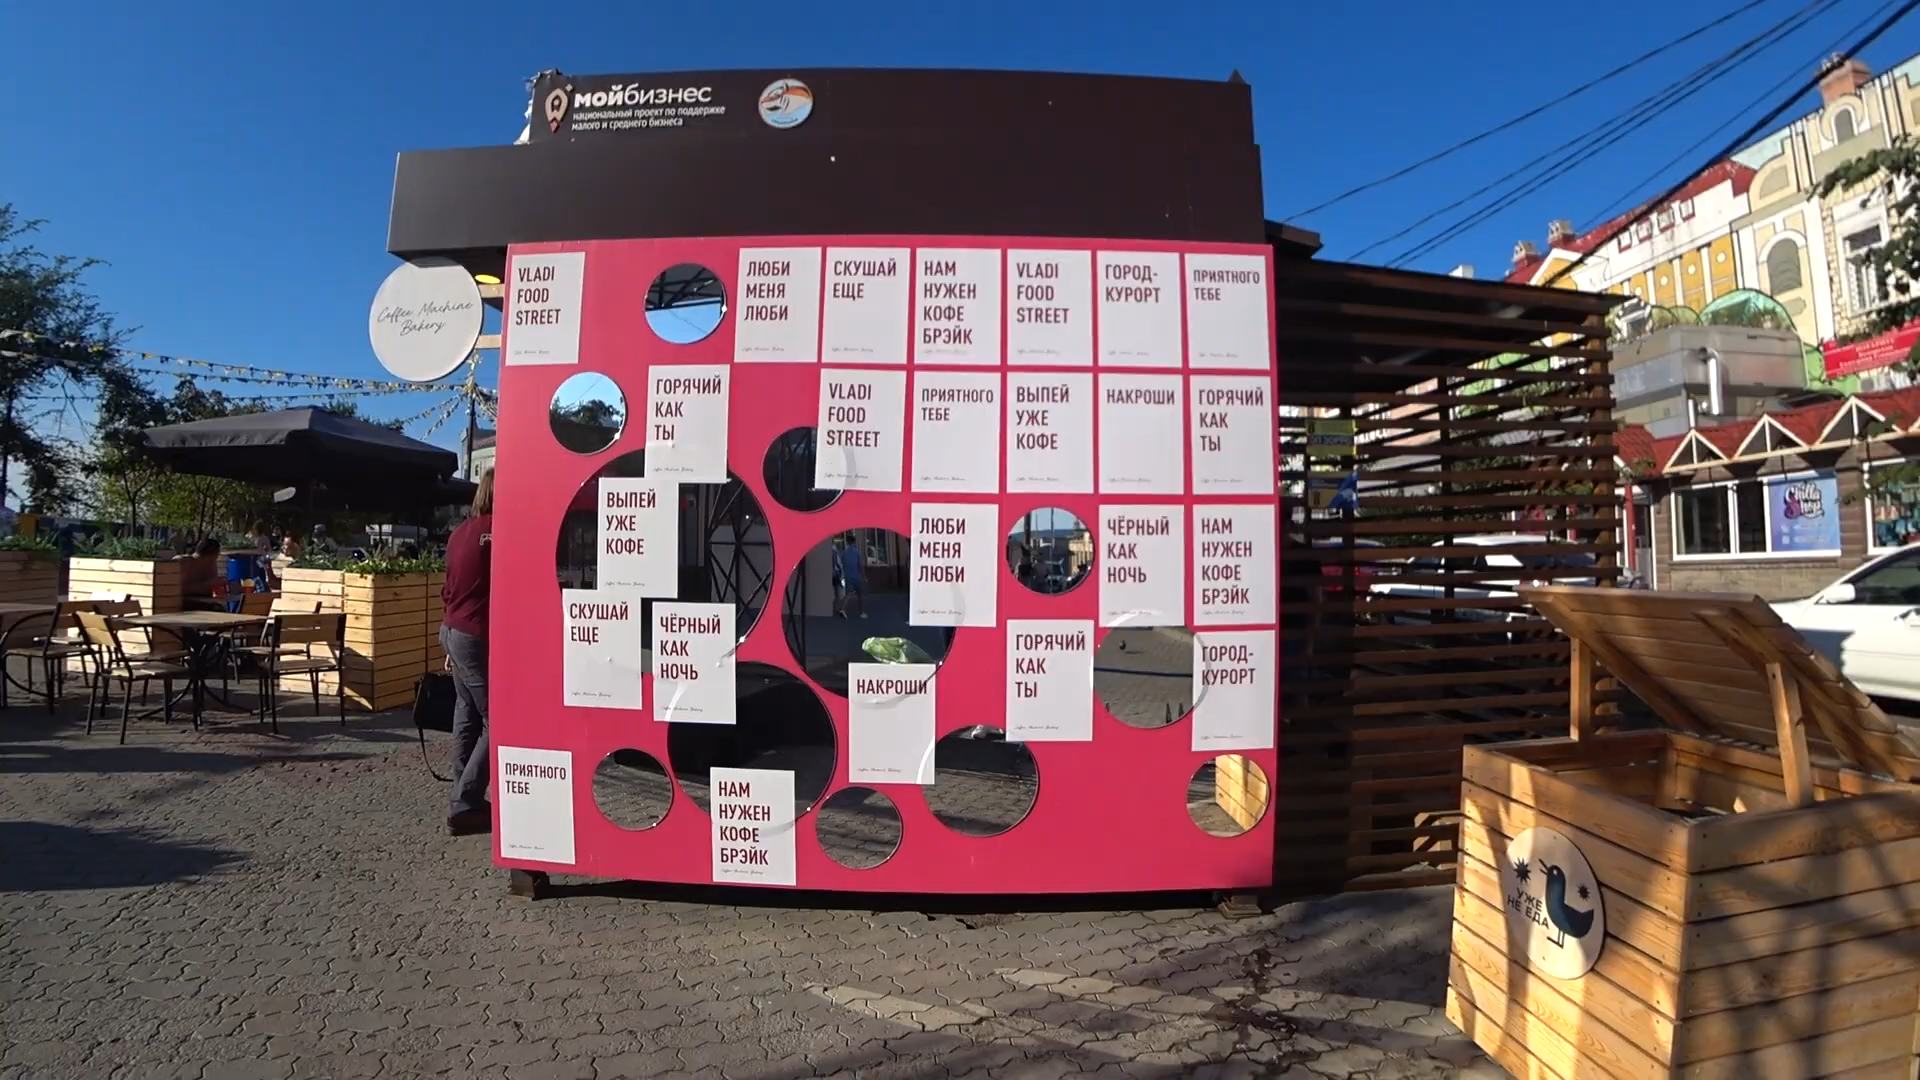 мойбизнес
национальный проект по поддержке
малого и среднего бизнеса
Coffee Machine
Bakery
VLADI
FOOD
STREET
ЛЮБИ
МЕНЯ
ЛЮБИ
СКУШАЙ
ЕЩЕ
НАМ
НУЖЕН
КОФЕ
БРЭЙК
VLADI
FOOD
STREET
ГОРОД-
КУРОРТ
ПРИЯТНОГО
ТЕБЕ
ГОРЯЧИЙ
КАК
ТЫ
VLADI
FOOD
STREET
ПРИЯТНОГО
ТЕБЕ
ВЫПЕЙ
УЖЕ
КОФЕ
НАКРОШИ
ГОРЯЧИЙ
КАК
ТЫ
ВЫПЕЙ
УЖЕ
КОФЕ
ЛЮБИ
МЕНЯ
ЛЮБИ
ЧЁРНЫЙ
КАК
НОЧЬ
НАМ
НУЖЕН
КОФЕ
БРЭЙК
СКУШАЙ
ЕЩЕ
ЧЁРНЫЙ
КАК
НОЧЬ
НАКРОШИ
ГОРЯЧИЙ
КАК
ТЫ
ГОРОД-
КУРОРТ
ПРИЯТНОГО
ТЕБЕ
НАМ
НУЖЕН
КОФЕ
БРЭЙК
УЖЕ
НЕ ЕДА
Chilla
Shop